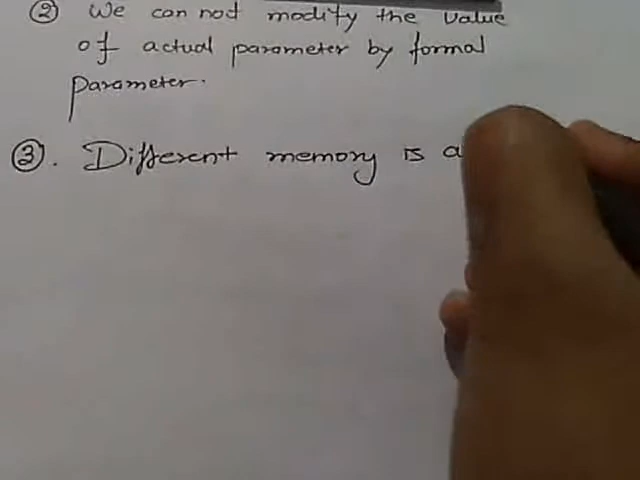 ② We can not modify the value
of actual parameter by formal
parameter.
③. Different memory is a